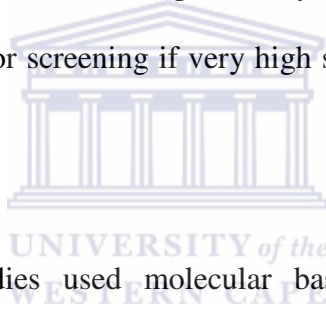 or screening if very high s
UNIVERSITY of the
dies used molecular bas
WESTERN CAPE